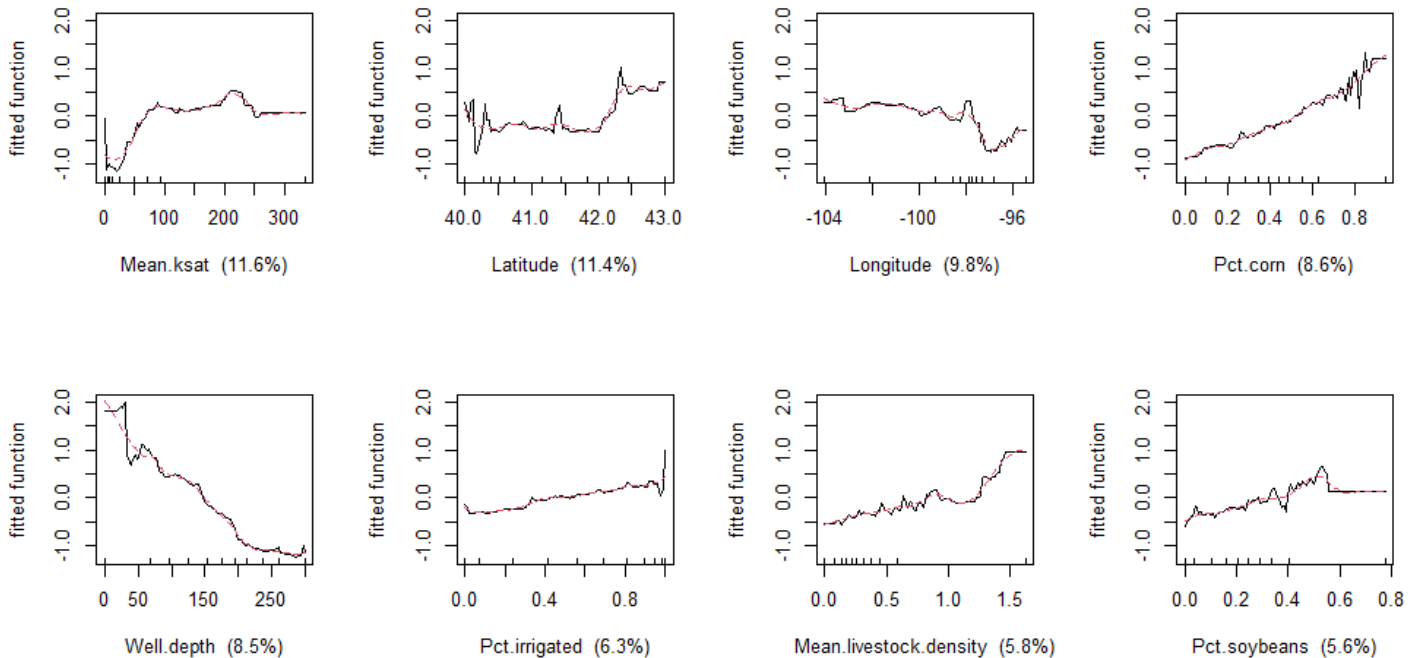 fitted function
2.0
1.0
0.0
-1.0
0 100 200 300
Mean.ksat (11.6%)
fitted function
2.0
1.0
0.0
-1.0
40.0 41.0 42.0 43.0
Latitude (11.4%)
fitted function
2.0
1.0
0.0
-1.0
-104 -100 -96
Longitude (9.8%)
fitted function
2.0
1.0
0.0
-1.0
0.0 0.2 0.4 0.6 0.8
Pct.corn (8.6%)
fitted function
2.0
1.0
0.0
-1.0
0 50 150 250
Well.depth (8.5%)
fitted function
2.0
1.0
0.0
-1.0
0.0 0.4 0.8
Pct.irrigated (6.3%)
fitted function
2.0
1.0
0.0
-1.0
0.0 0.5 1.0 1.5
Mean.livestock.density (5.8%)
fitted function
2.0
1.0
0.0
-1.0
0.0 0.2 0.4 0.6 0.8
Pct.soybeans (5.6%)